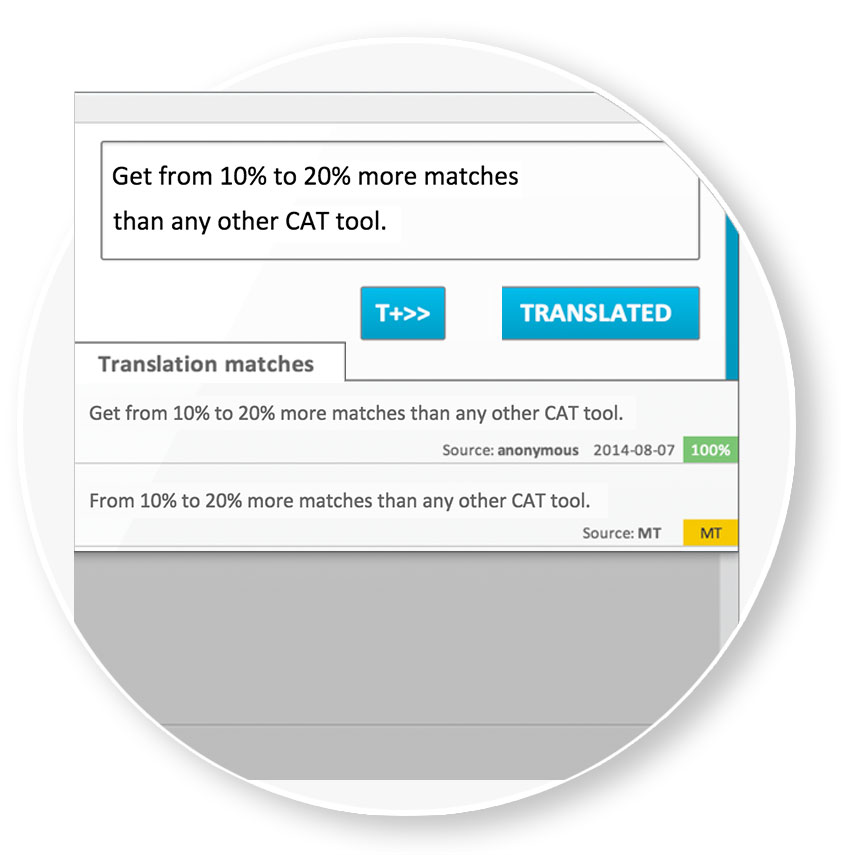 Get from 10% to 20% more matches
than any other CAT tool.
T+>>
TRANSLATED
Translation matches
Get from 10% to 20% more matches than any other CAT tool.
Source: anonymous 2014-08-07 100%
From 10% to 20% more matches than any other CAT tool.
Source: MT MT